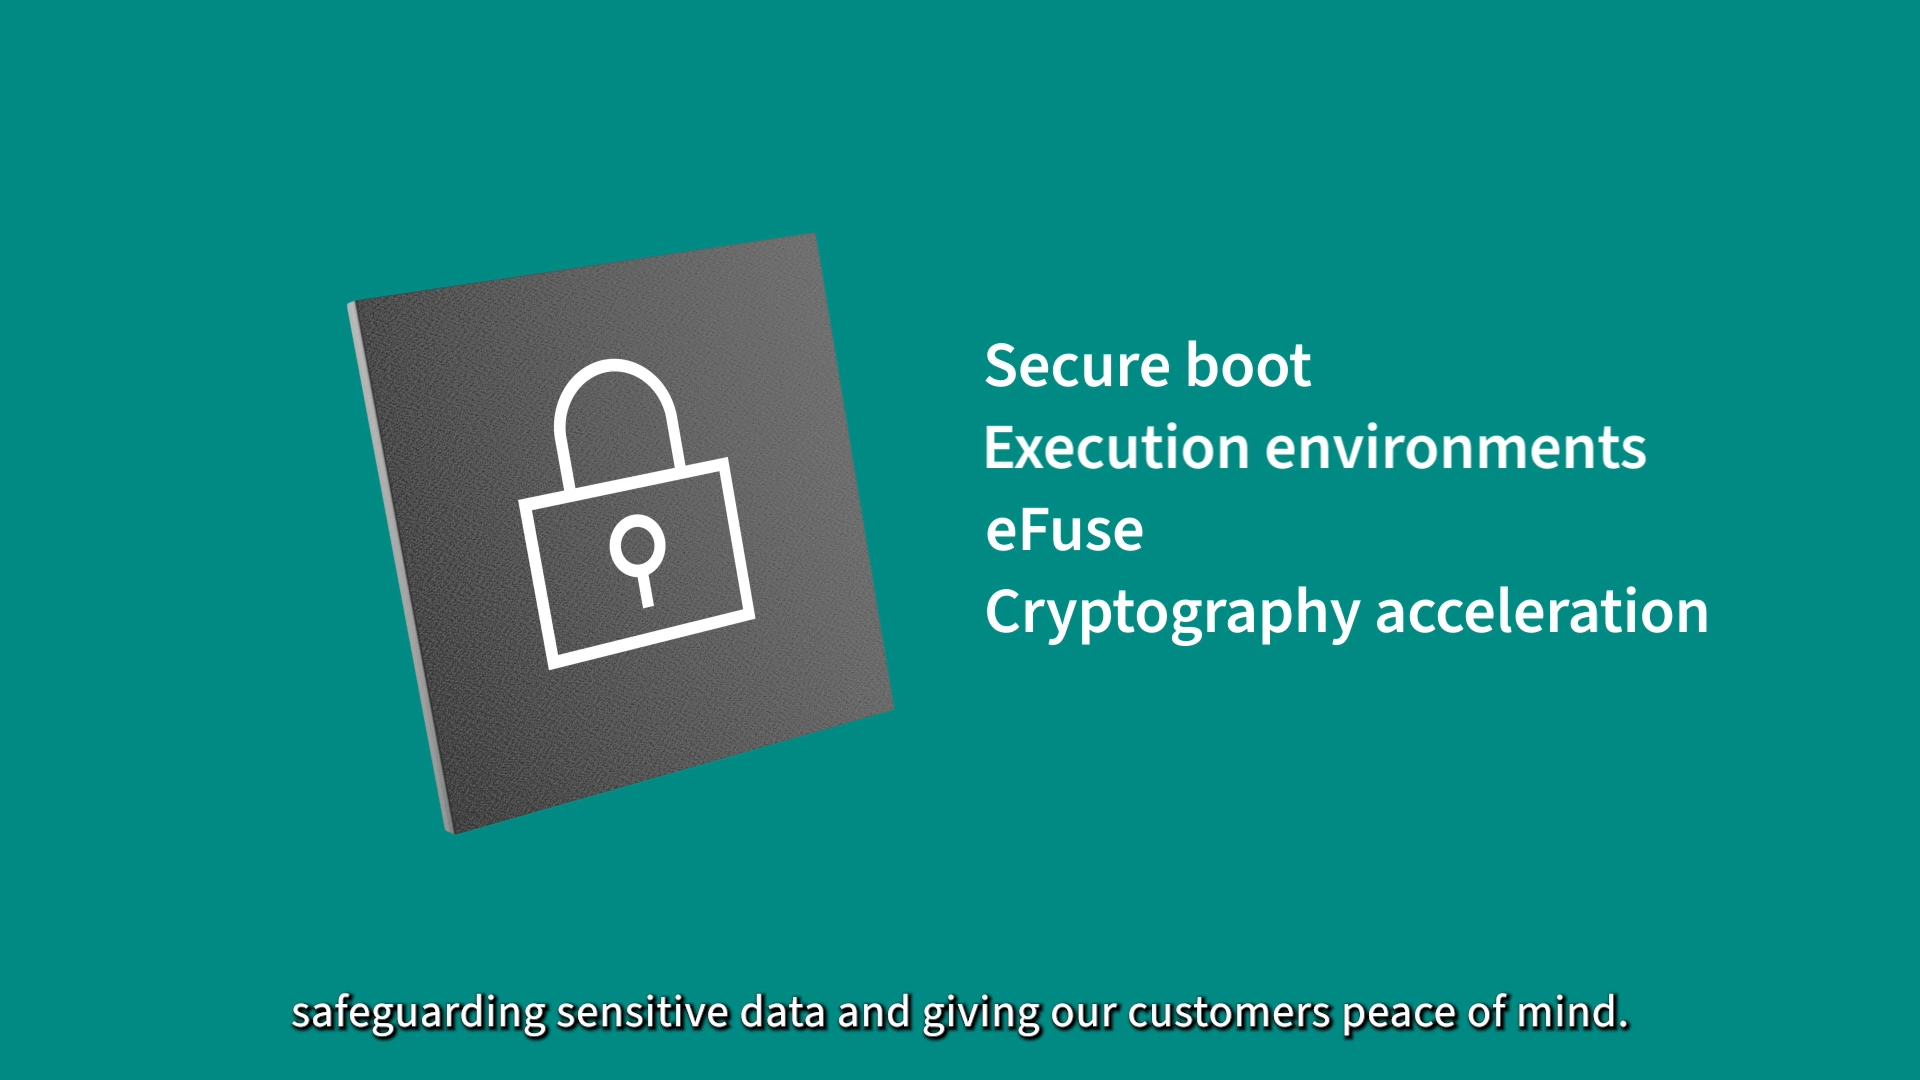 Secure boot
Execution environments
eFuse
Cryptography acceleration
safeguarding sensitive data and giving our customers peace of mind.